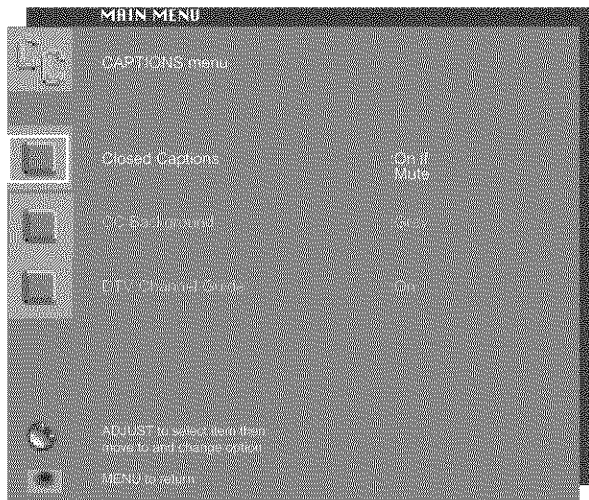 MAIN MENU
CAPTIONS menu
Closed Captions On if
Mute
CC Background
DTV Channel Guide On
ADJUST to select item then
move to and change option
MENU to return